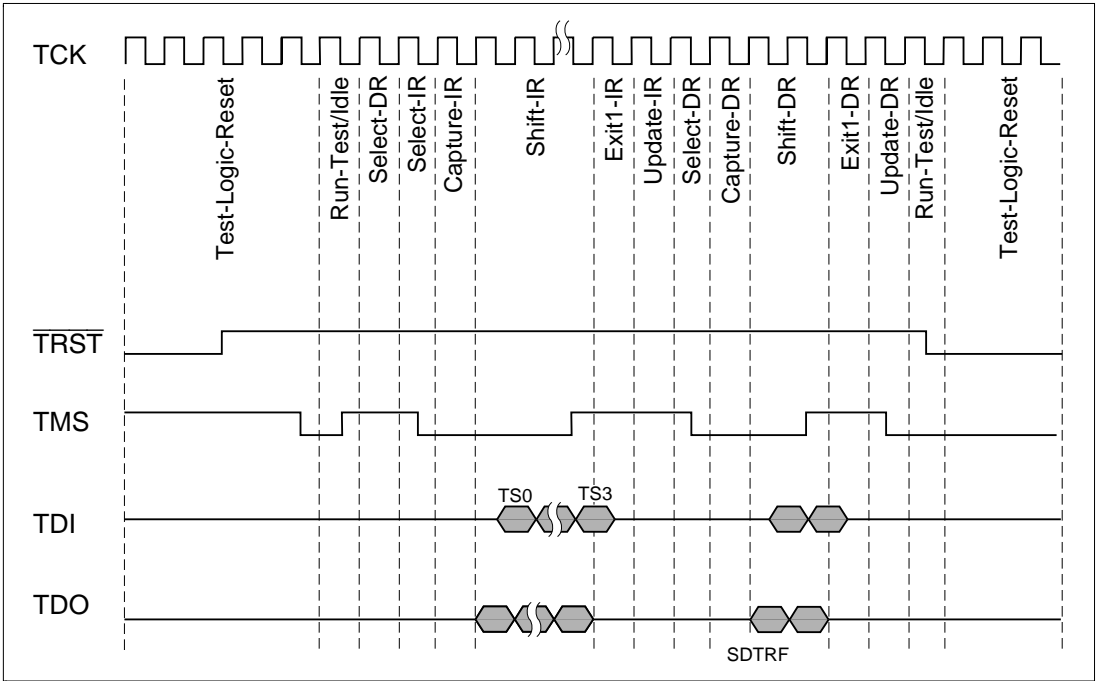 TCK
Test-Logic-Reset
Run-Test/Idle
Select-DR
Select-IR
Capture-IR
Shift-IR
Exit1-IR
Update-IR
Select-DR
Capture-DR
Shift-DR
Exit1-DR
Update-DR
Run-Test/Idle
Test-Logic-Reset
TRST
TMS
TDI
TS0
TS3
TDO
SDTRF